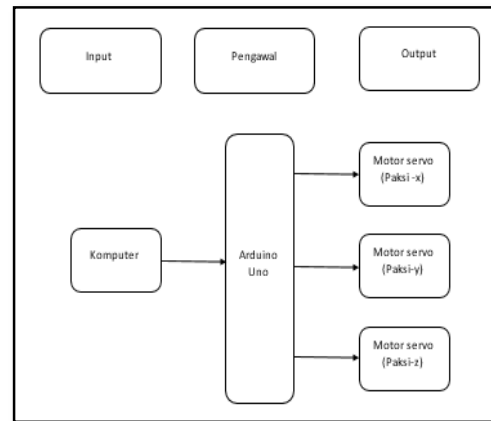 Input
Pengawal
Output
Motor servo
(Paksi -x)
Komputer
Arduino
Uno
Motor servo
(Paksi-y)
Motor servo
(Paksi-z)